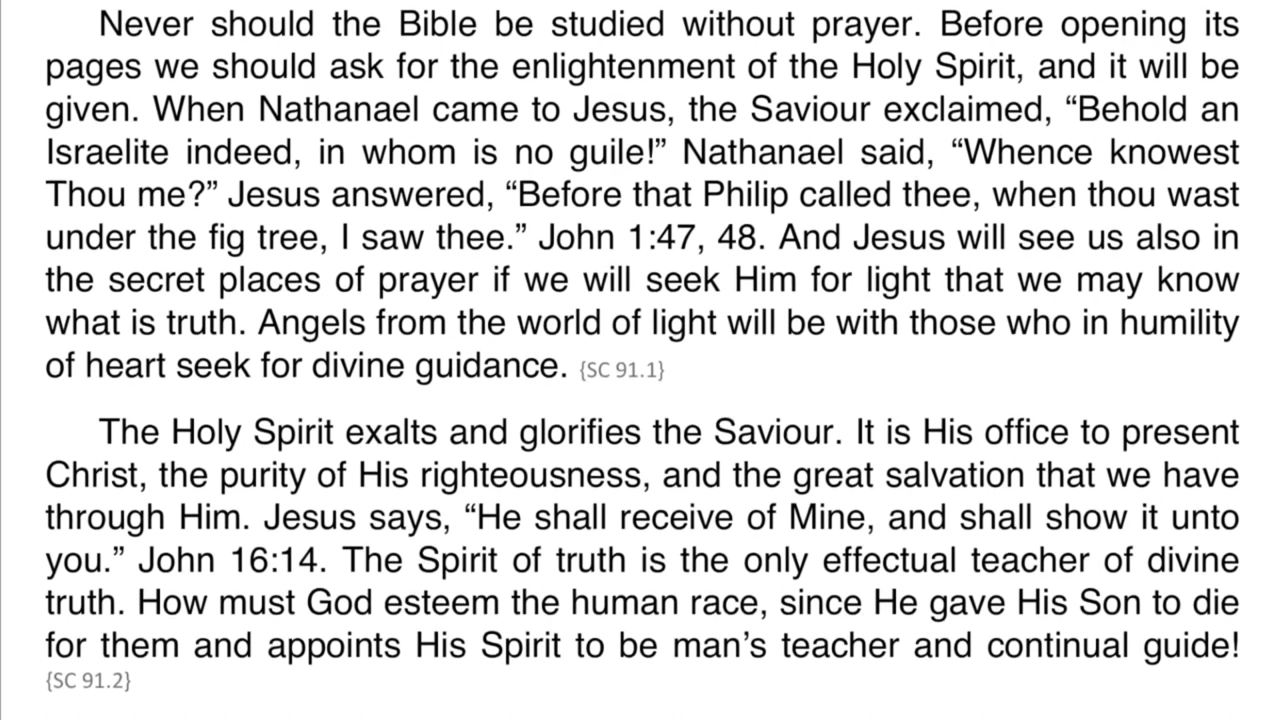 Never should the Bible be studied without prayer. Before opening its
pages we should ask for the enlightenment of the Holy Spirit, and it will be
given. When Nathanael came to Jesus, the Saviour exclaimed, “Behold an
Israelite indeed, in whom is no guile!” Nathanael said, “Whence knowest
Thou me?” Jesus answered, “Before that Philip called thee, when thou wast
under the fig tree, I saw thee.” John 1:47, 48. And Jesus will see us also in
the secret places of prayer if we will seek Him for light that we may know
what is truth. Angels from the world of light will be with those who in humility
of heart seek for divine guidance. {SC 91.1}
The Holy Spirit exalts and glorifies the Saviour. It is His office to present
Christ, the purity of His righteousness, and the great salvation that we have
through Him. Jesus says, “He shall receive of Mine, and shall show it unto
you.” John 16:14. The Spirit of truth is the only effectual teacher of divine
truth. How must God esteem the human race, since He gave His Son to die
for them and appoints His Spirit to be man’s teacher and continual guide!
{SC 91.2}